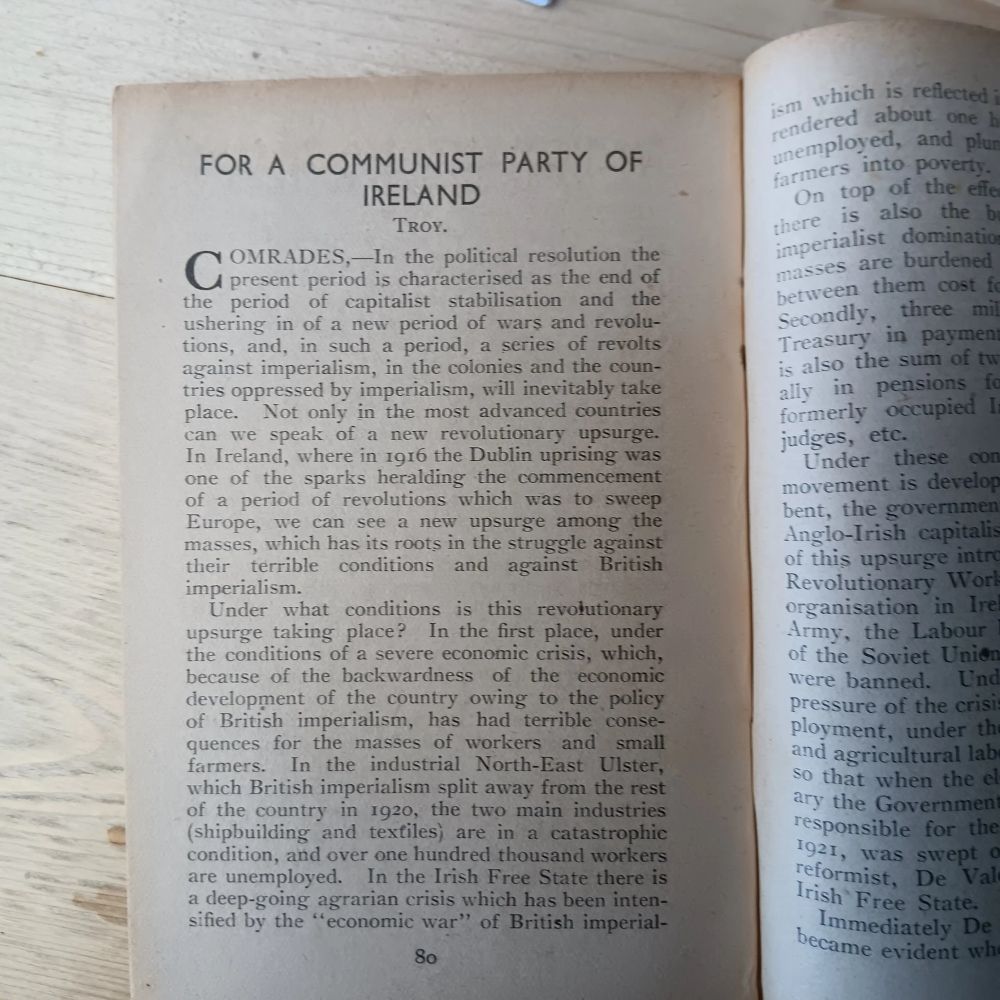 FOR A COMMUNIST PARTY OF
IRELAND
TROY.
COMRADES,—In the political resolution the
present period is characterised as the end of
the period of capitalist stabilisation and the
ushering in of a new period of wars and revolu-
tions, and, in such a period, a series of revolts
against imperialism, in the colonies and the coun-
tries oppressed by imperialism, will inevitably take
place. Not only in the most advanced countries
can we speak of a new revolutionary upsurge.
In Ireland, where in 1916 the Dublin uprising was
one of the sparks heralding the commencement
of a period of revolutions which was to sweep
Europe, we can see a new upsurge among the
masses, which has its roots in the struggle against
their terrible conditions and against British
imperialism.
Under what conditions is this revolutionary
upsurge taking place? In the first place, under
the conditions of a severe economic crisis, which,
because of the backwardness of the economic
development of the country owing to the policy
of British imperialism, has had terrible conse-
quences for the masses of workers and small
farmers. In the industrial North-East Ulster,
which British imperialism split away from the rest
of the country in 1920, the two main industries
(shipbuilding and textiles) are in a catastrophic
condition, and over one hundred thousand workers
are unemployed. In the Irish Free State there is
a deep-going agrarian crisis which has been inten-
sified by the "economic war" of British imperial-
80
ism which is reflected
rendered about one
unemployed, and
farmers into poverty.
On top of the
there is also the
imperialist
masses are burdened
between them cost
Secondly, three
Treasury in
is also the sum of
ally in pensions
formerly occupied
judges, etc.
Under these
movement is
bent, the
Anglo-Irish
of this upsurge
Revolutionary
organisation in
Army, the Labour
of the Soviet Union
were banned.
pressure of the
ployment, under
and agricultural
so that when the
ary the Government
responsible for the
1921, was swept
reformist, De
Irish Free State.
Immediately De
became evident